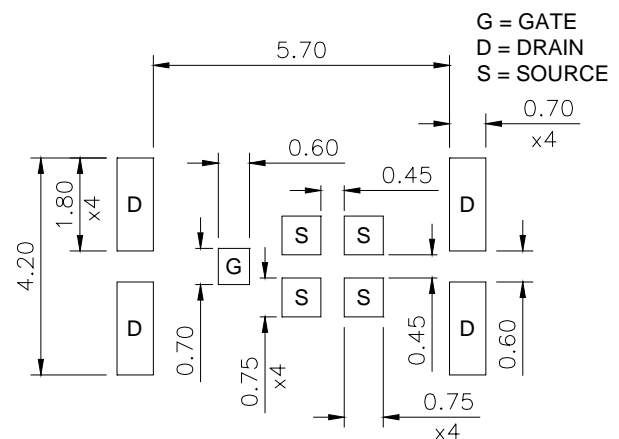 G = GATE
D = DRAIN
S = SOURCE
5.70
0.70
x4
0.60
0.45
1.80
x4
4.20
D
D
S
S
G
S
S
D
D
0.70
0.75
x4
0.45
0.60
0.75
x4